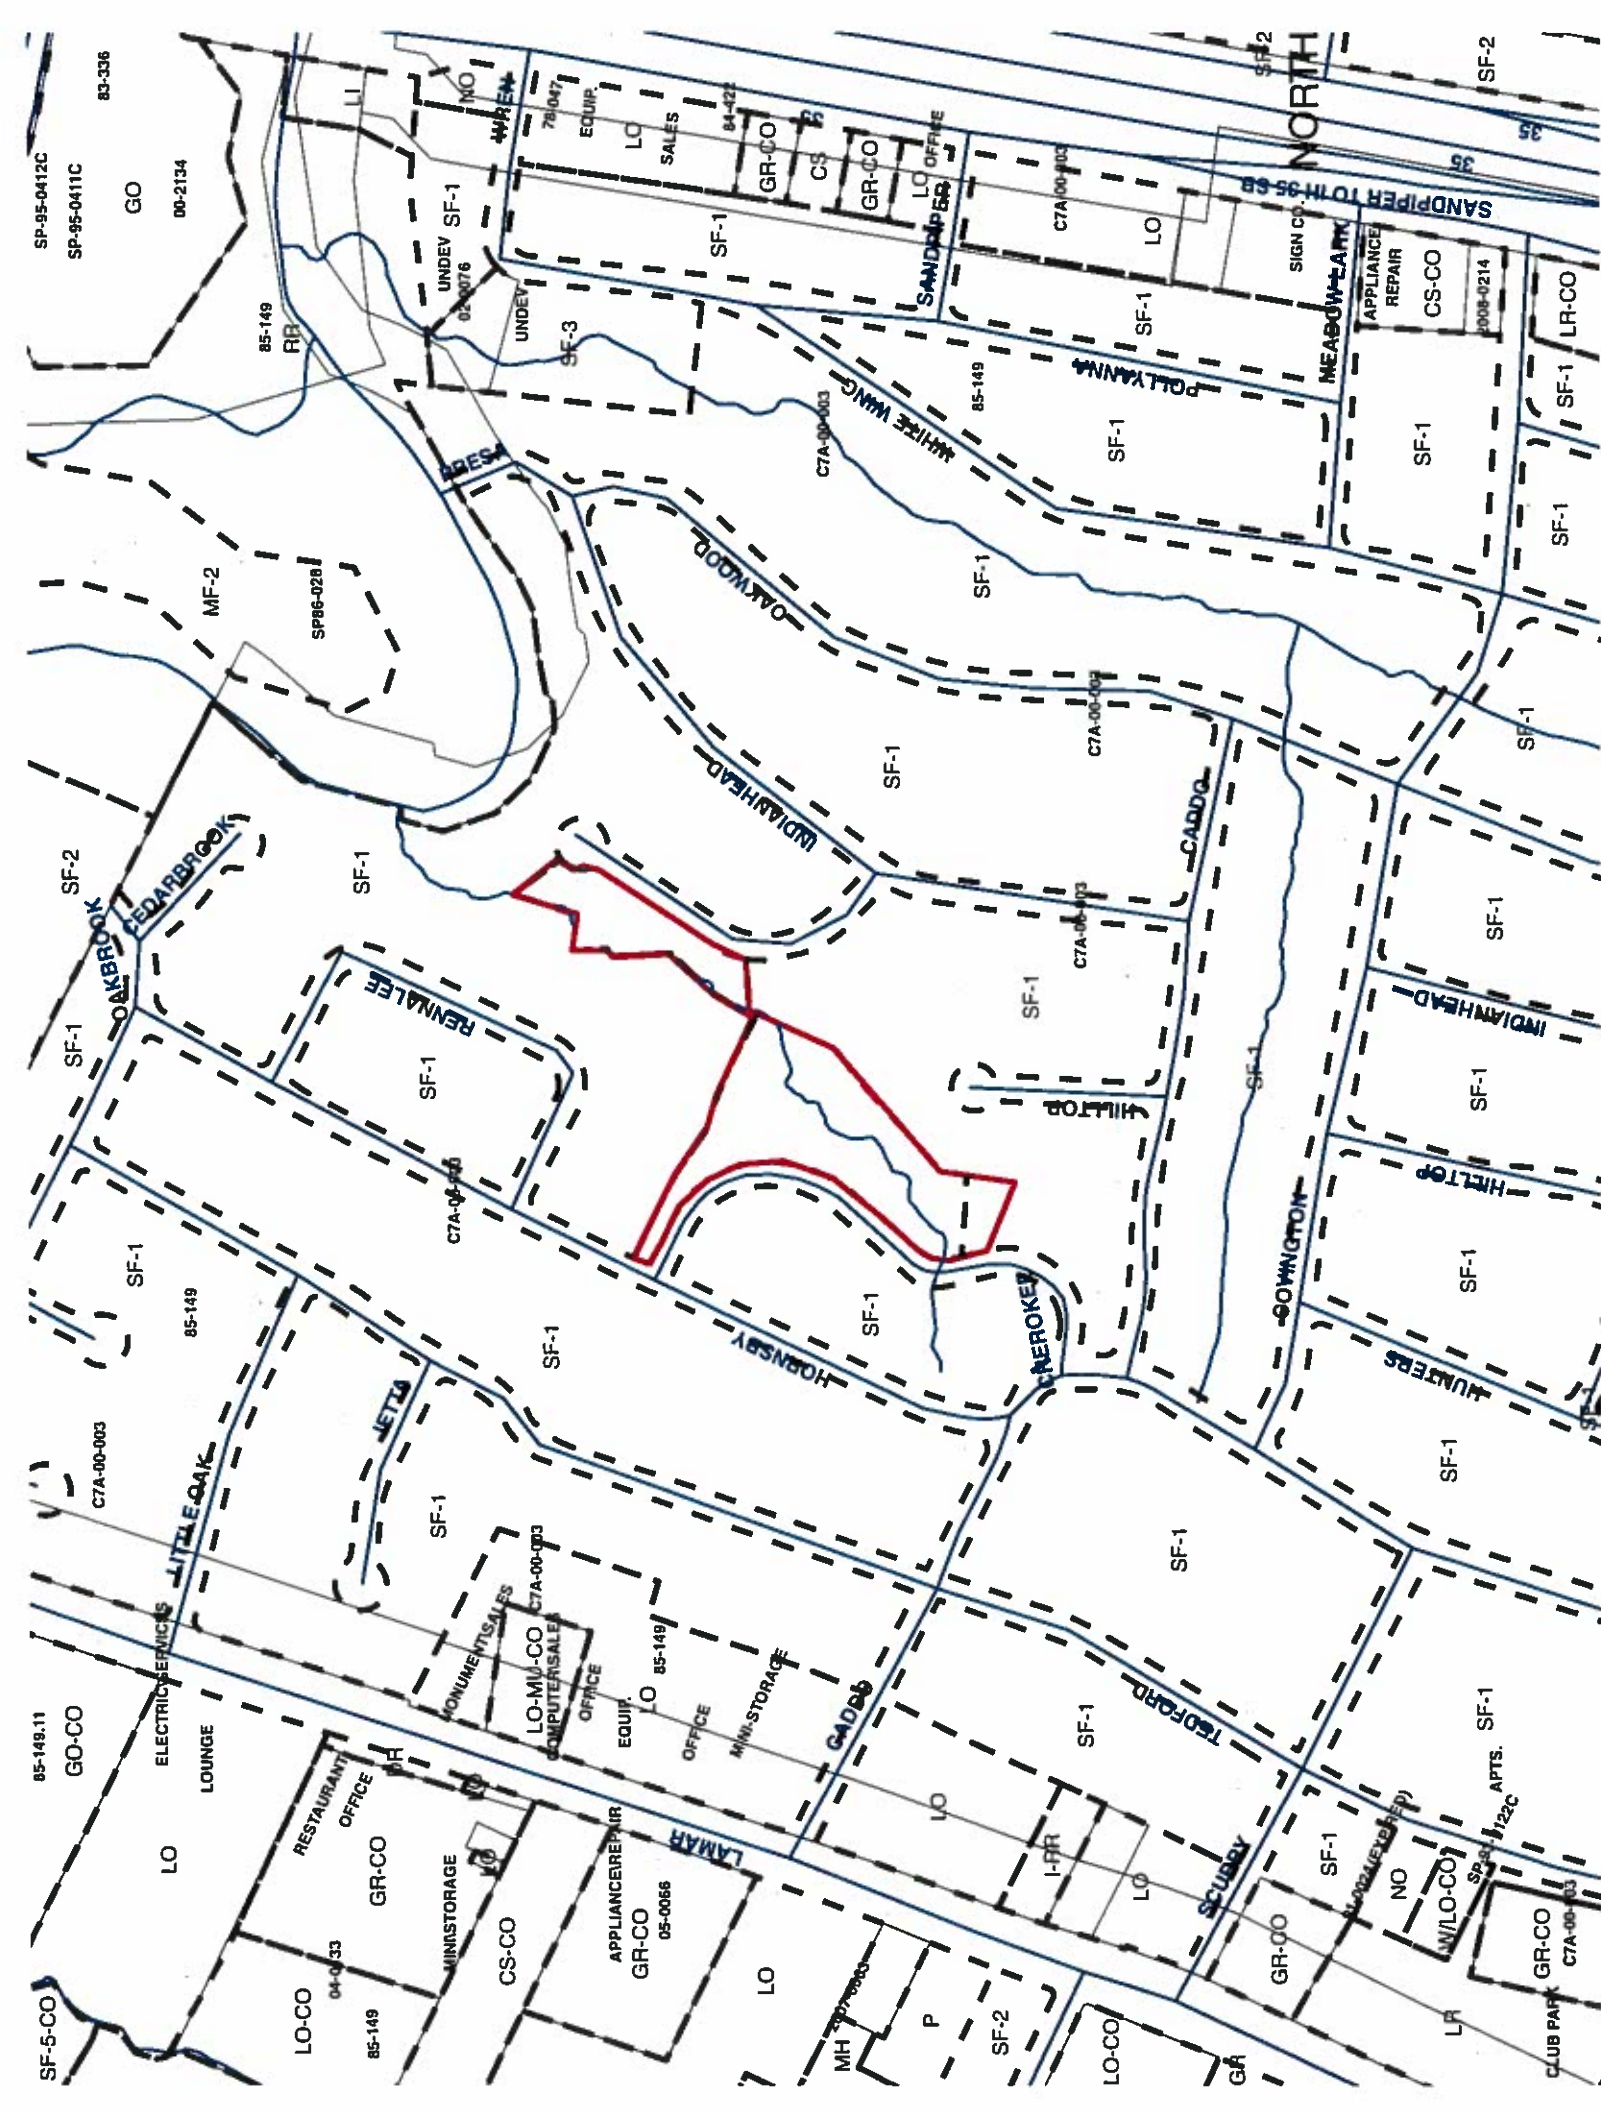 SP-95-0412C
SP-95-0411C
83-336
GO
00-2134
85-149
RR
LI
NO
WREN
78-047
EQUIP.
LO
SALES
84-422
GR-CO
CS
GR-CO
LO
OFFICE
SANDPIPER
SF-1
SF-1
UNDEV
UNDEV
SF-3
C7A-00-003
LO
SIGN CO.
NORTH
SF-2
SF-2
35
35
35
SANDPIPER TO IH 35 SB
MEADOW LARK
APPLIANCE
REPAIR
CS-CO
2008-0214
LR-CO
SF-1
SF-1
POLLYANNA
85-149
WHITE WING
C7A-00-003
SF-1
SF-1
SF-1
PRESA
MF-2
SP86-028
OAKWOOD
SF-1
SF-1
C7A-00-003
INDIANHEAD
SF-1
CADDO
C7A-00-003
SF-2
OAKBROOK
CEDARBROOK
SF-1
SF-1
RENNALEE
SF-1
SF-1
HILLTOP
SF-1
SF-1
INDIANHEAD
SF-1
HILLTOP
SF-1
GOWINGTON
HUNTERS
SF-1
SF-1
SF-1
85-149
SF-1
HORNSBY
SF-1
CHEROKEE
C7A-00-003
LITTLE OAK
JETTA
SF-1
SF-1
MONUMENT SALES
C7A-00-003
LO-MU-CO
COMPUTER SALES
OFFICE
EQUIP.
LO
85-149
OFFICE
MINI-STORAGE
CADDO
SF-1
TEDFORD
SF-1
85-149.11
GO-CO
ELECTRIC SERVICES
LOUNGE
LO
RESTAURANT
OFFICE
GR-CO
LAMAR
MINISTORAGE
CS-CO
APPLIANCE REPAIR
GR-CO
05-0066
LO
LO
I-RR
LO
SCURRY
SF-1
APTS.
NO
W/LO-CO
GR-CO
GR-CO
C7A-00-003
CLUB PARK
LR
SF-5-CO
LO-CO
85-149
MH
P
SF-2
LO-CO
GR